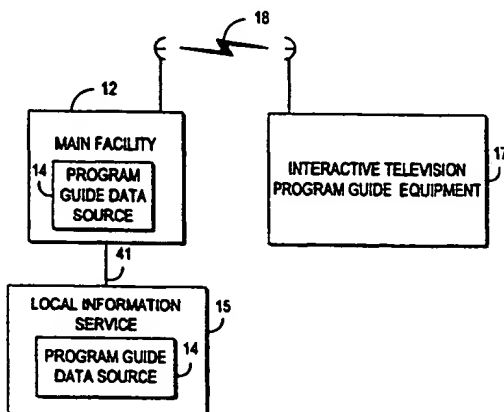 18
12
MAIN FACILITY
14
PROGRAM
GUIDE DATA
SOURCE
INTERACTIVE TELEVISION
PROGRAM GUIDE EQUIPMENT
17
41
LOCAL INFORMATION
SERVICE
15
PROGRAM GUIDE
DATA SOURCE
14